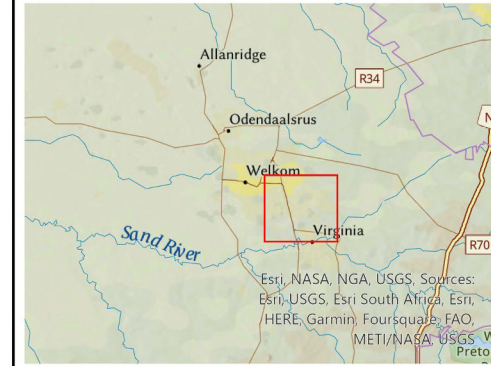 Allanridge
R34
Odendaalsrus
N
Welkom
Virginia
Sand River
R70
Esri, NASA, NGA, USGS, Sources:
Esri, USGS, Esri South Africa, Esri,
HERE, Garmin, Foursquare, FAO,
METI/NASA, USGS
W
Preto